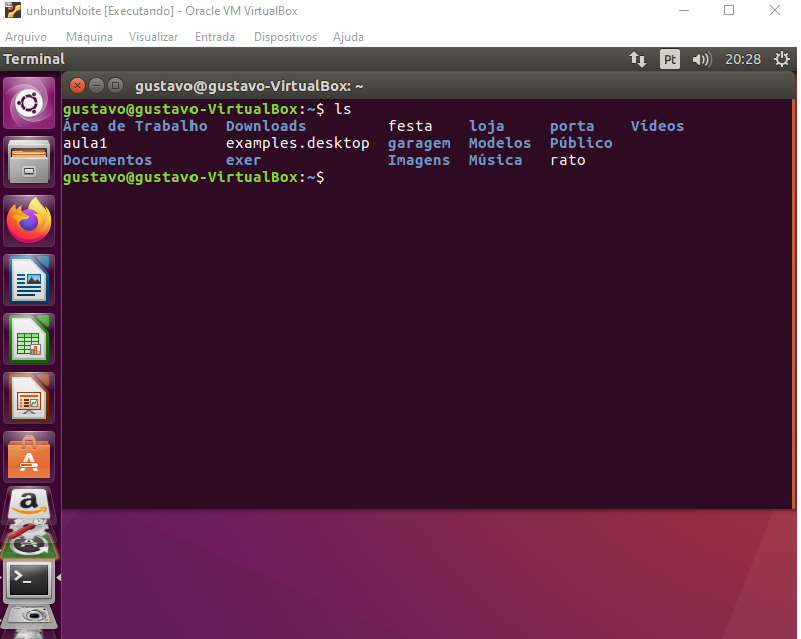 unbuntuNoite [Executando] - Oracle VM VirtualBox
Arquivo Máquina Visualizar Entrada Dispositivos Ajuda
Terminal Pt 20:28
gustavo@gustavo-VirtualBox: ~
gustavo@gustavo-VirtualBox:~$ ls
Área de Trabalho Downloads festa loja porta Vídeos
aula1 examples.desktop garagem Modelos Público
Documentos exer Imagens Música rato
gustavo@gustavo-VirtualBox:~$